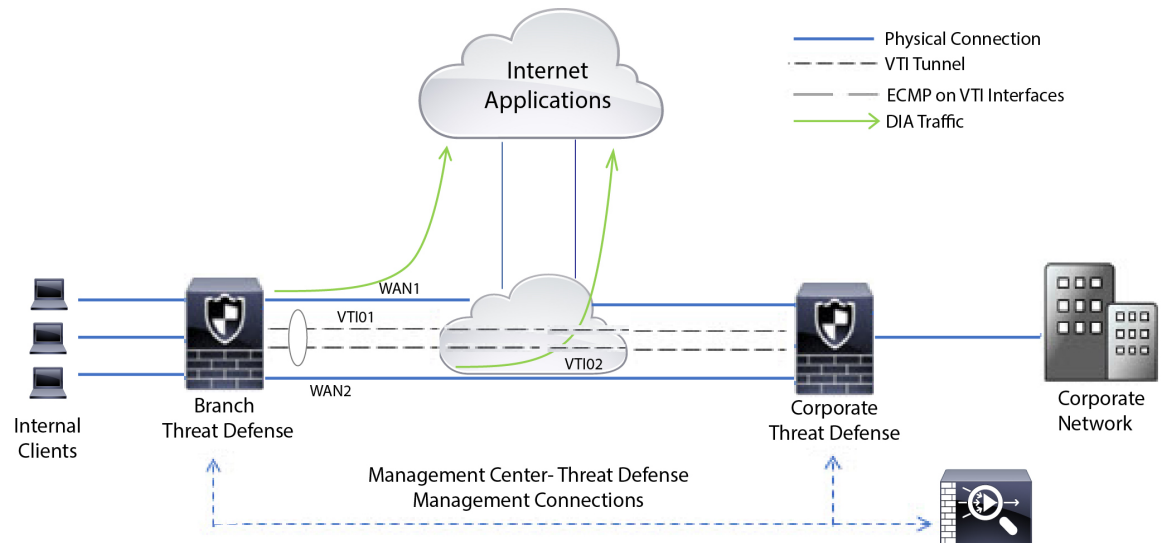 Internet
Applications
Physical Connection
VTI Tunnel
ECMP on VTI Interfaces
DIA Traffic
WAN1
VTI01
VTI02
WAN2
Internal
Clients
Branch
Threat Defense
Corporate
Threat Defense
Corporate
Network
Management Center- Threat Defense
Management Connections